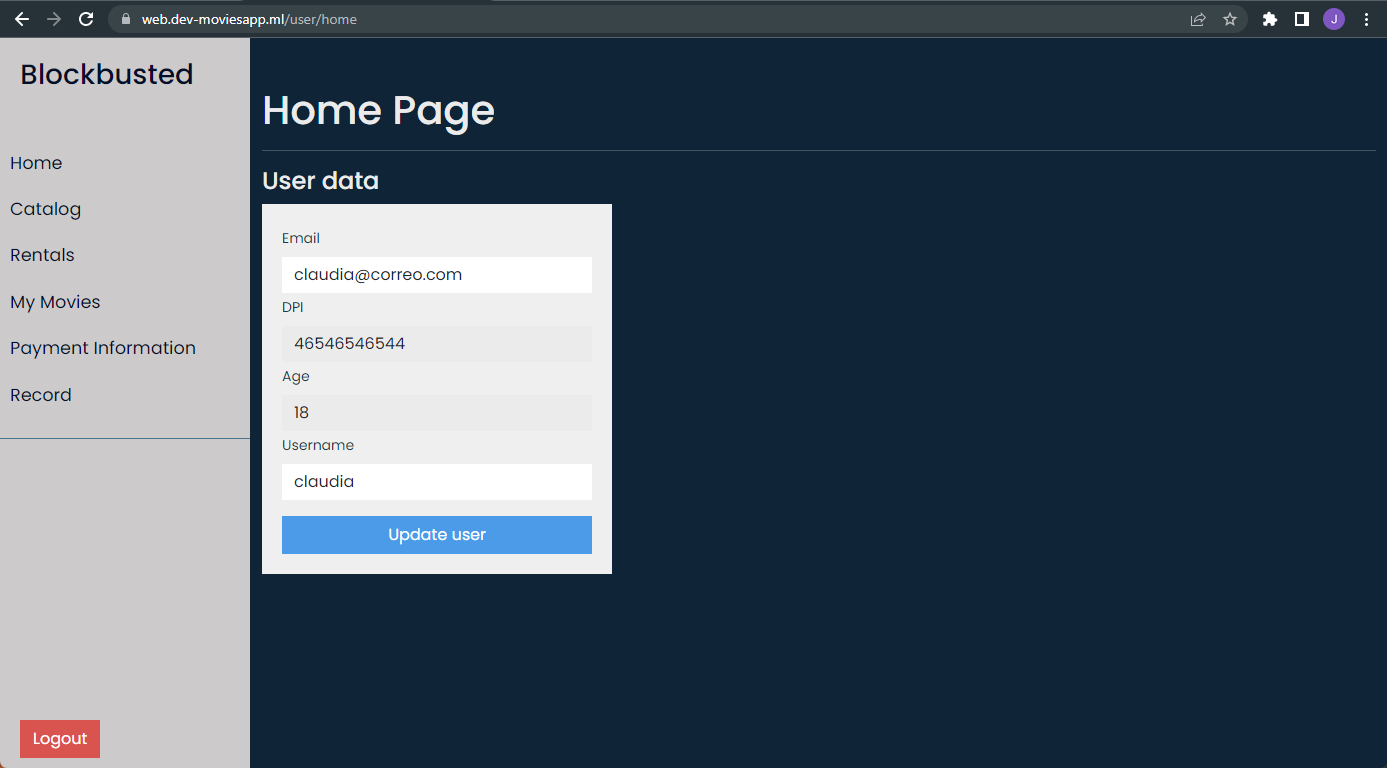 web.dev-moviesapp.ml/user/home
J
Blockbusted
Home
Catalog
Rentals
My Movies
Payment Information
Record
Logout
Home Page
User data
Email
claudia@correo.com
DPI
46546546544
Age
18
Username
claudia
Update user